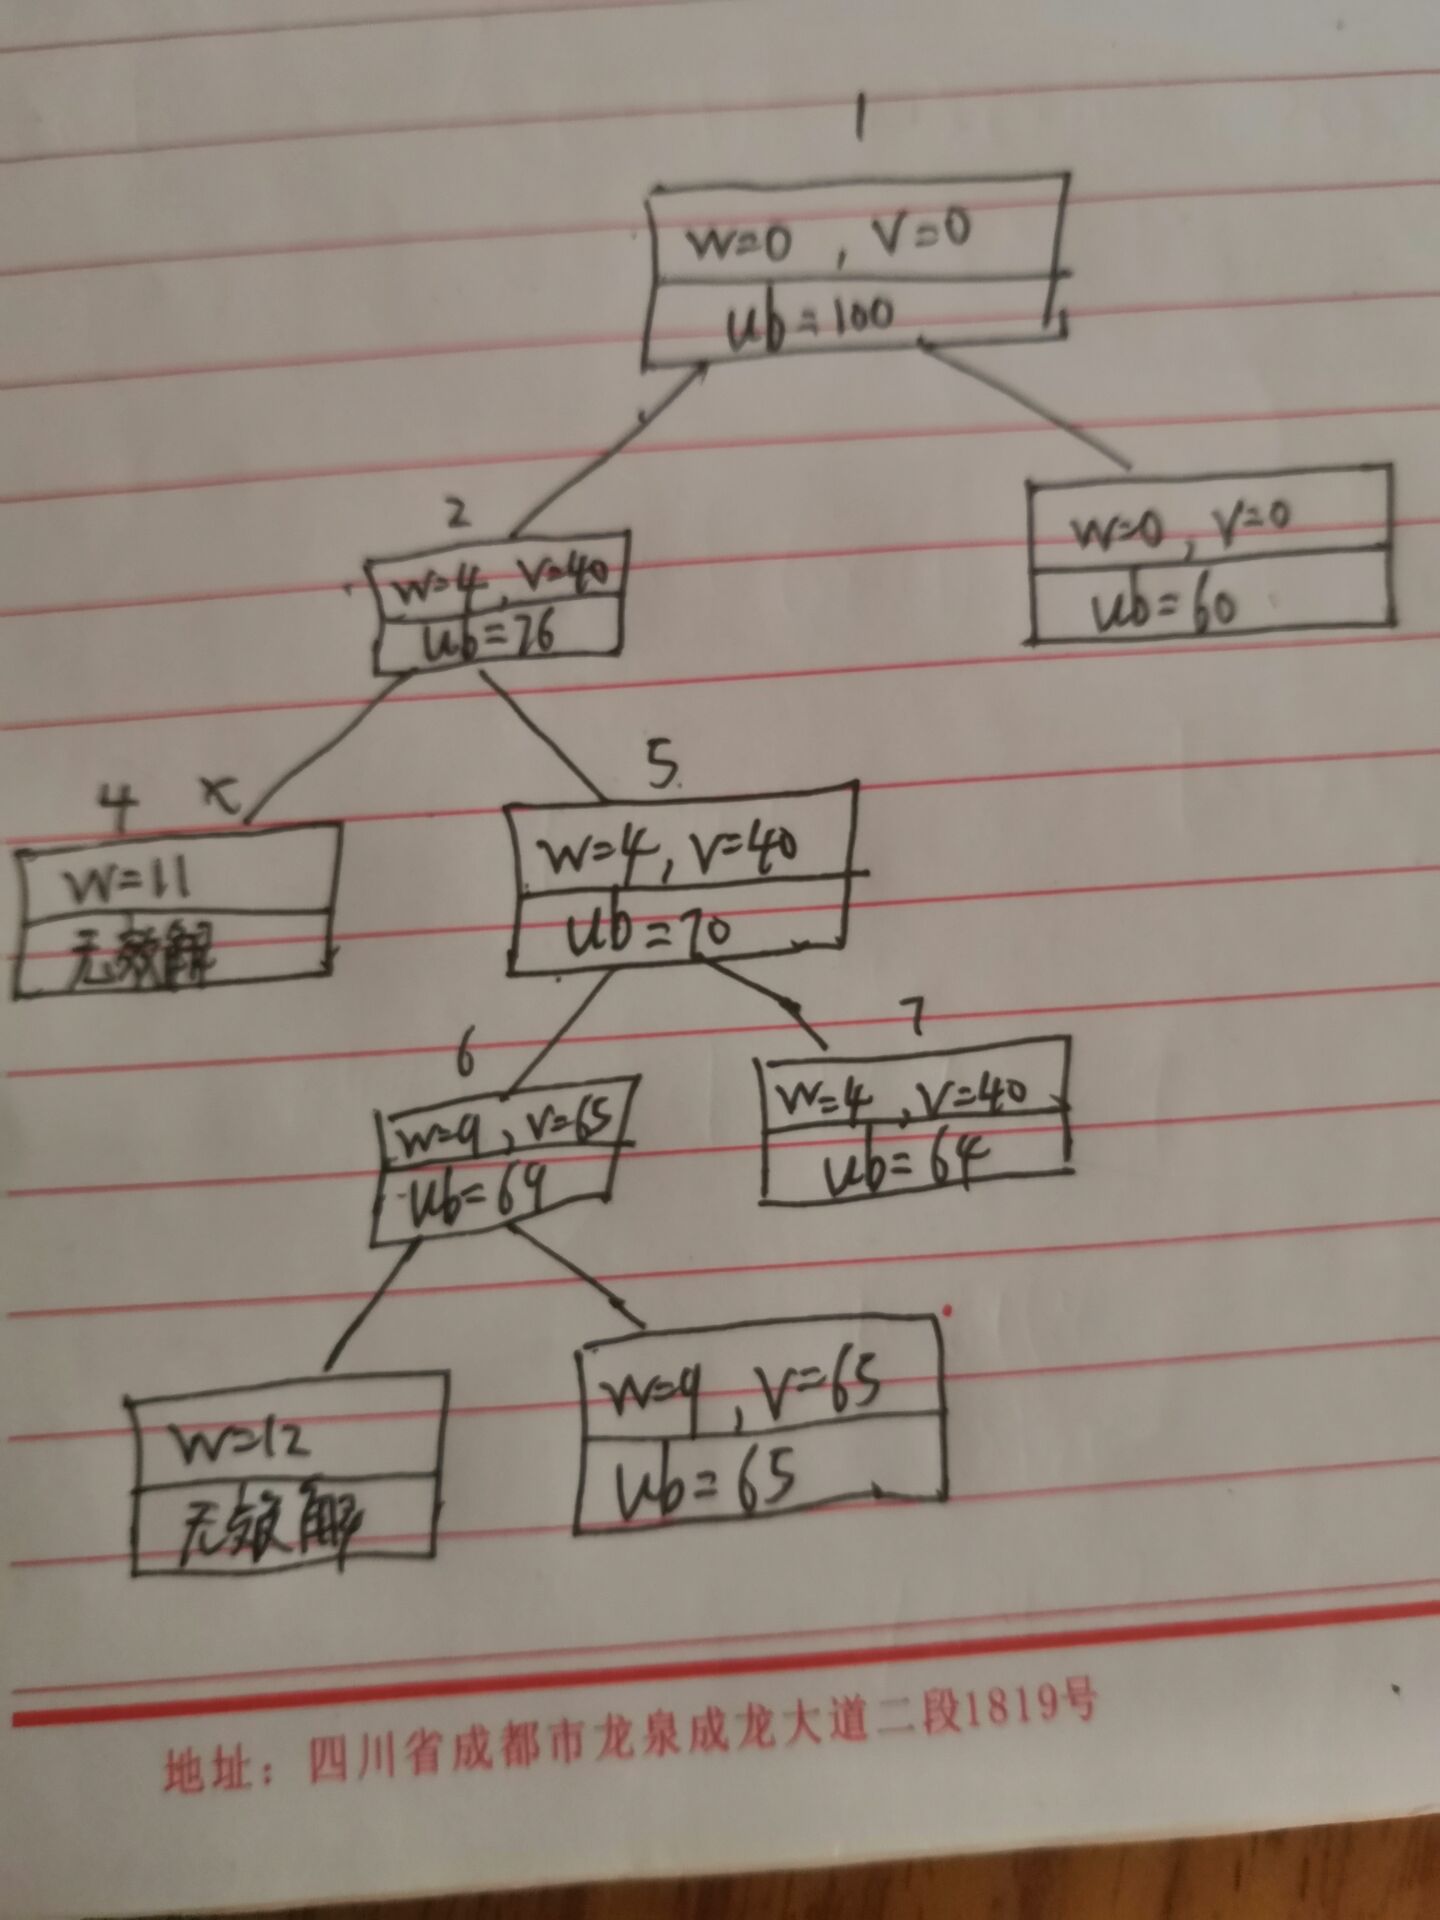 1
w=0 , v=0
ub=100
2
w=4, v=40
ub=76
w=0, v=0
ub=60
4 ×
w=11
无效解
5
w=4, v=40
ub=70
6
w=9, v=65
ub=69
7
w=4, v=40
ub=64
w=12
无效解
w=9, v=65
ub=65
地址：四川省成都市龙泉成龙大道二段1819号